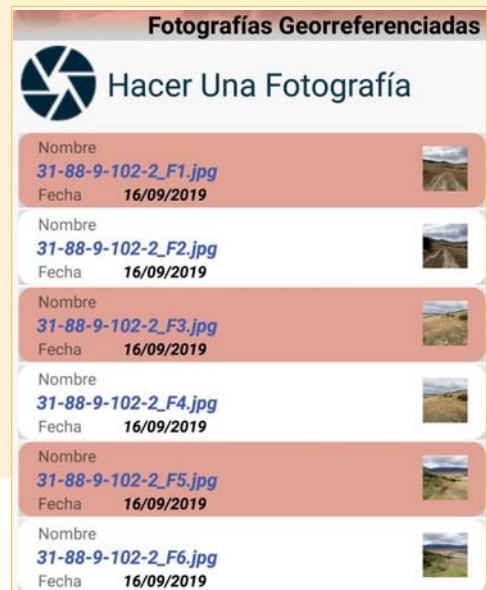 Fotografías Georreferenciadas
Hacer Una Fotografía
Nombre
31-88-9-102-2_F1.jpg
Fecha 16/09/2019
Nombre
31-88-9-102-2_F2.jpg
Fecha 16/09/2019
Nombre
31-88-9-102-2_F3.jpg
Fecha 16/09/2019
Nombre
31-88-9-102-2_F4.jpg
Fecha 16/09/2019
Nombre
31-88-9-102-2_F5.jpg
Fecha 16/09/2019
Nombre
31-88-9-102-2_F6.jpg
Fecha 16/09/2019